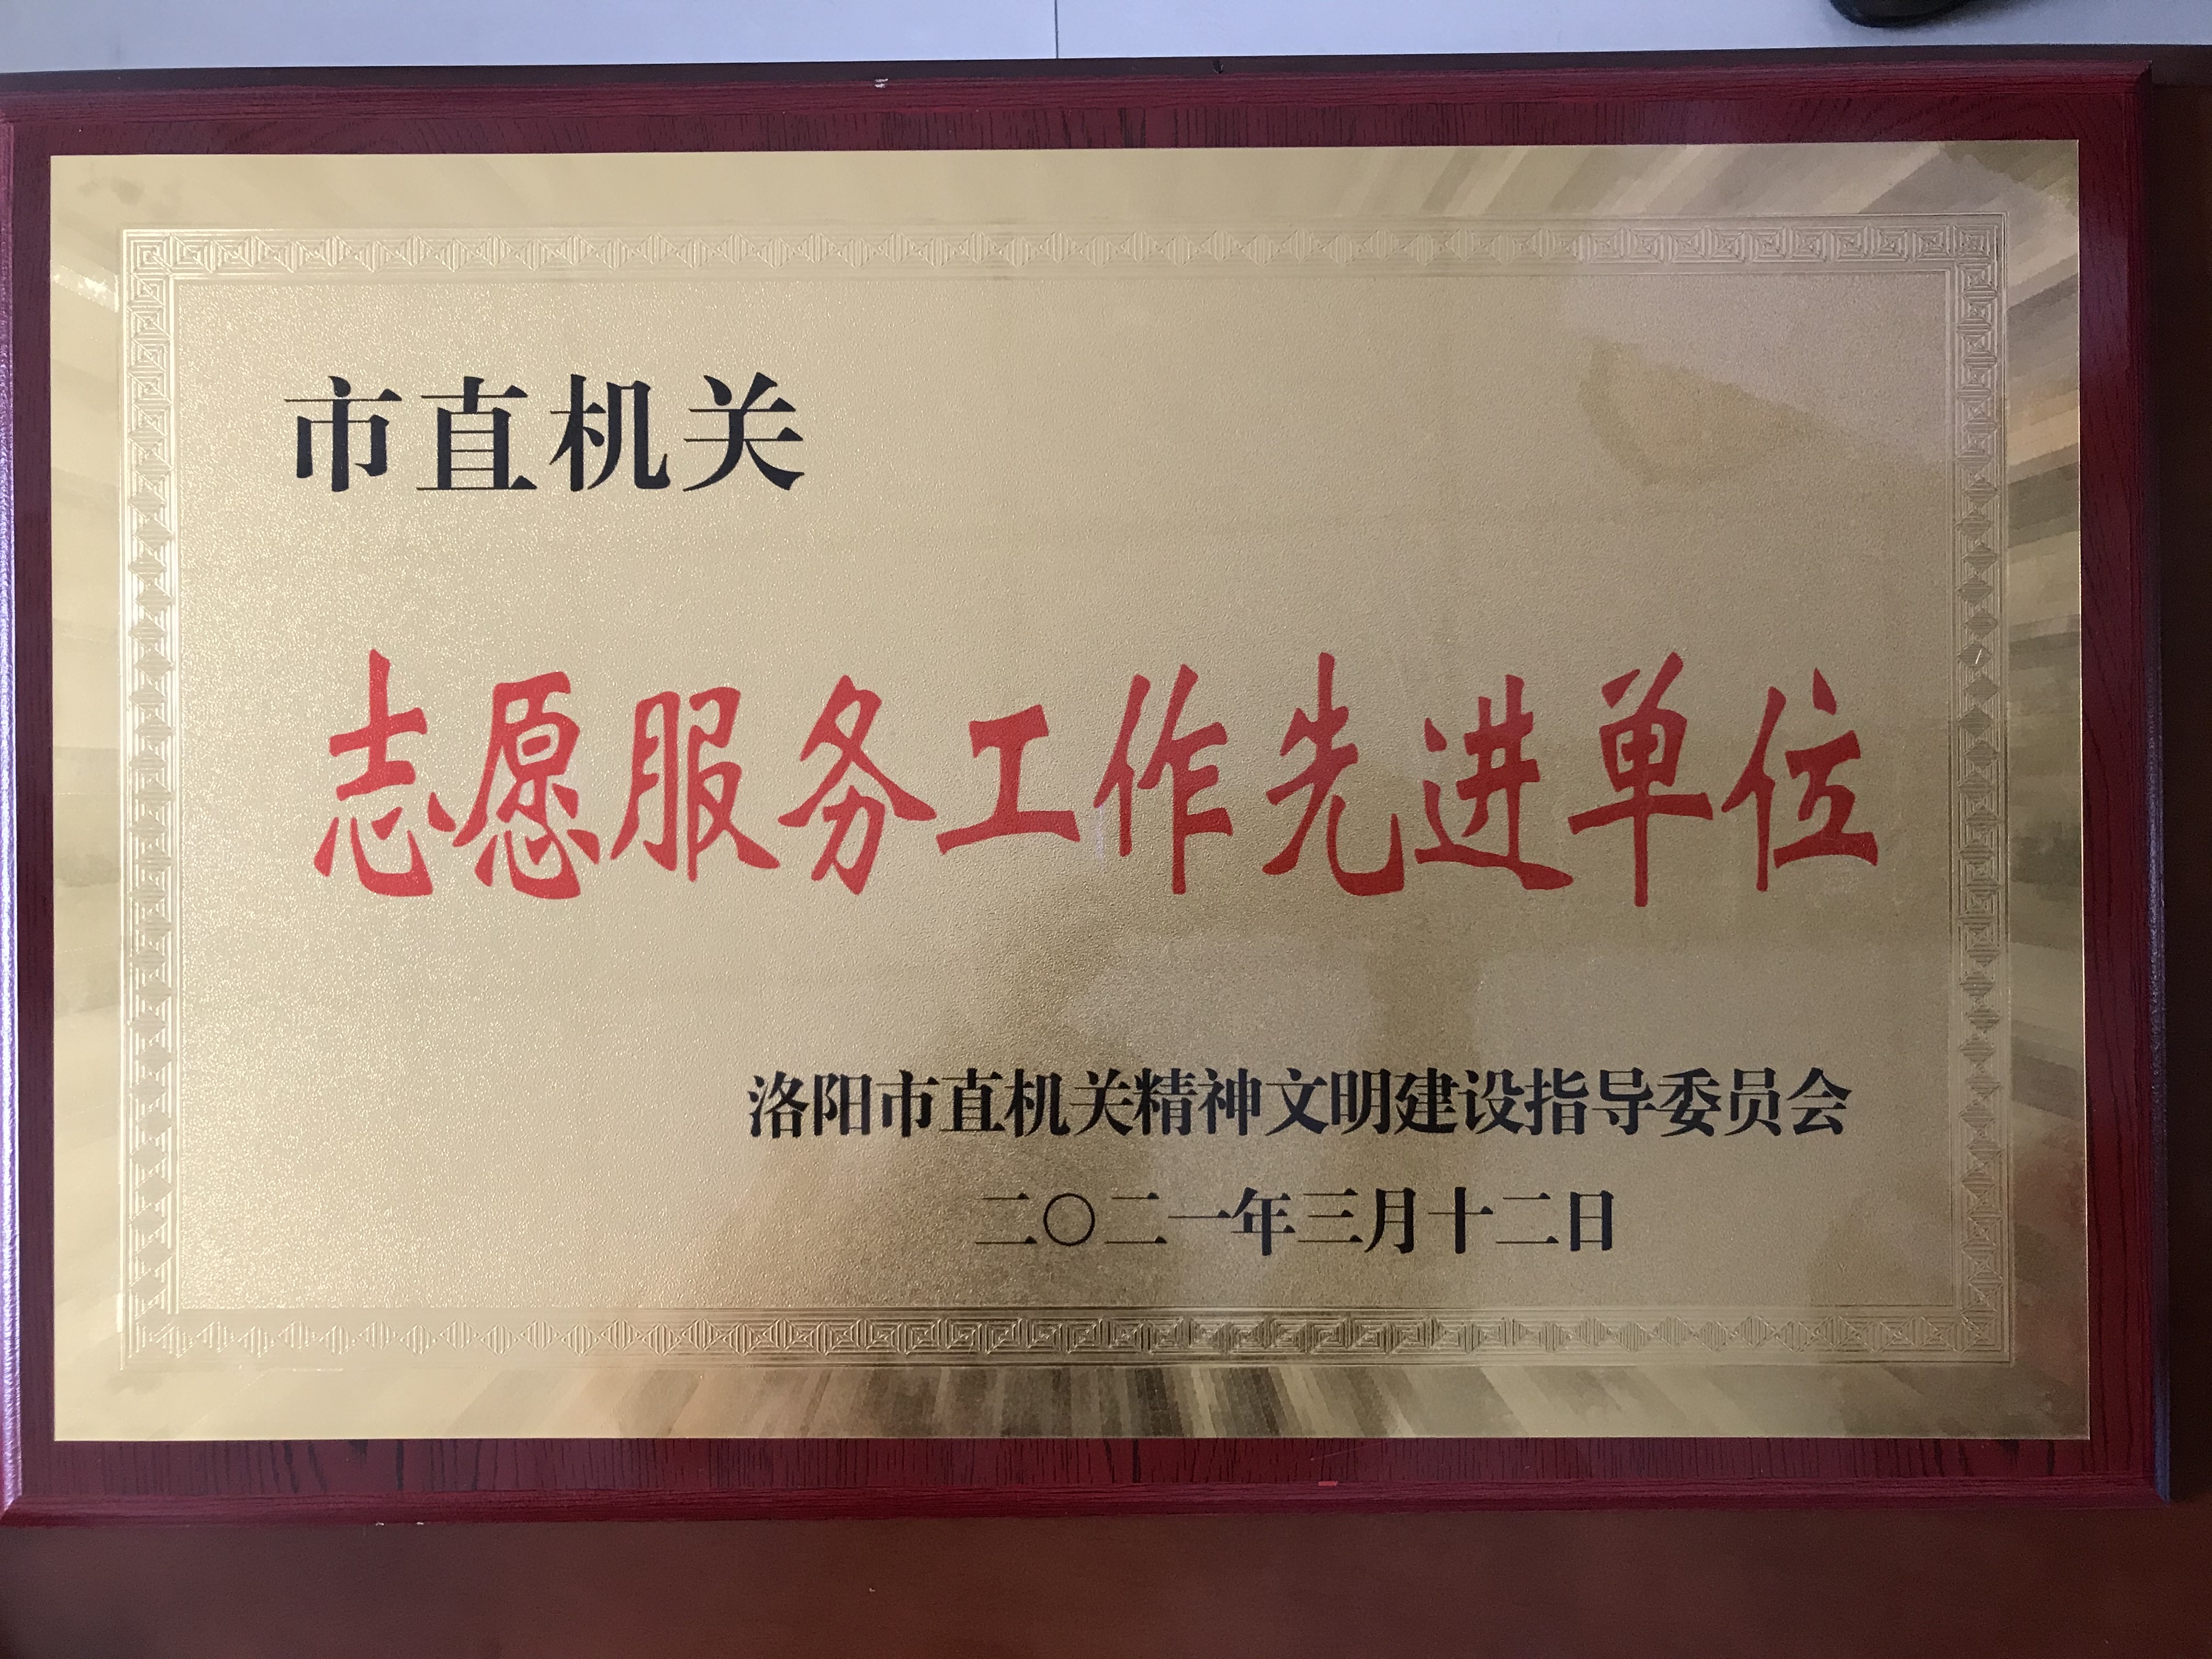 市直机关
志愿服务工作先进单位
洛阳市直机关精神文明建设指导委员会
二〇二一年三月十二日